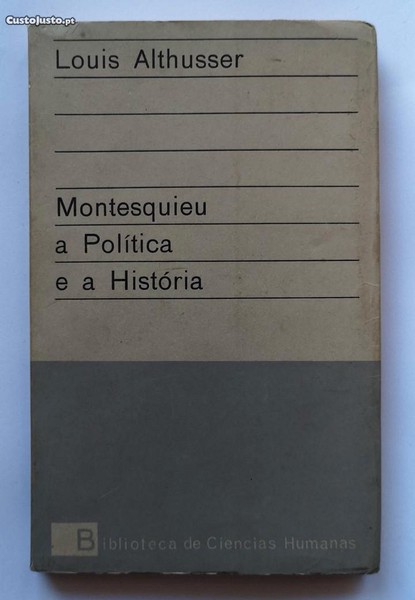 CustoJusto.pt
Louis Althusser
Montesquieu
a Política
e a História
Biblioteca de Ciencias Humanas